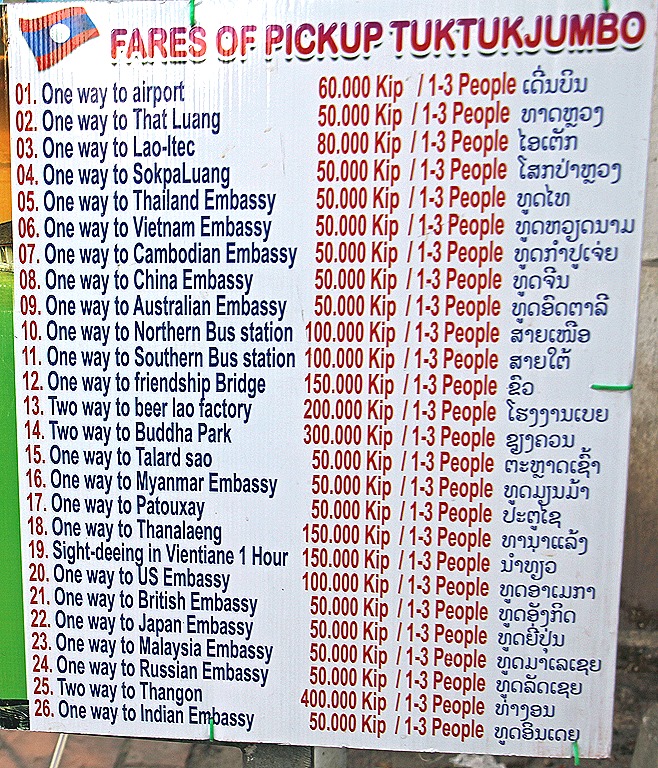 FARES OF PICKUP TUKTUKJUMBO
01. One way to airport 60.000 Kip / 1-3 People ເດີ່ນບິນ
02. One way to That Luang 50.000 Kip / 1-3 People ທາດຫຼວງ
03. One way to Lao-Itec 80.000 Kip / 1-3 People ໄອເຕັກ
04. One way to SokpaLuang 50.000 Kip / 1-3 People ໂສກປ່າຫຼວງ
05. One way to Thailand Embassy 50.000 Kip / 1-3 People ທູດໄທ
06. One way to Vietnam Embassy 50.000 Kip / 1-3 People ທູດຫວຽດນາມ
07. One way to Cambodian Embassy 50.000 Kip / 1-3 People ທູດກຳປູເຈ່ຍ
08. One way to China Embassy 50.000 Kip / 1-3 People ທູດຈີນ
09. One way to Australian Embassy 50.000 Kip / 1-3 People ທູດອົດຕາລີ
10. One way to Northern Bus station 100.000 Kip / 1-3 People ສາຍເໜືອ
11. One way to Southern Bus station 100.000 Kip / 1-3 People ສາຍໃຕ້
12. One way to friendship Bridge 150.000 Kip / 1-3 People ຂົວ
13. Two way to beer lao factory 200.000 Kip / 1-3 People ໂຮງງານເບຍ
14. Two way to Buddha Park 300.000 Kip / 1-3 People ຊຽງຄວນ
15. One way to Talard sao 50.000 Kip / 1-3 People ຕະຫຼາດເຊົ້າ
16. One way to Myanmar Embassy 50.000 Kip / 1-3 People ທູດມຽນມ້າ
17. One way to Patouxay 50.000 Kip / 1-3 People ປະຕູໄຊ
18. One way to Thanalaeng 150.000 Kip / 1-3 People ທານາແລ້ງ
19. Sight-deeing in Vientiane 1 Hour 150.000 Kip / 1-3 People ນຳທຽວ
20. One way to US Embassy 100.000 Kip / 1-3 People ທູດອາເມກາ
21. One way to British Embassy 50.000 Kip / 1-3 People ທູດອັງກິດ
22. One way to Japan Embassy 50.000 Kip / 1-3 People ທູດຍີ່ປຸ່ນ
23. One way to Malaysia Embassy 50.000 Kip / 1-3 People ທູດມາເລເຊຍ
24. One way to Russian Embassy 50.000 Kip / 1-3 People ທູດລັດເຊຍ
25. Two way to Thangon 400.000 Kip / 1-3 People ທ່າງອນ
26. One way to Indian Embassy 50.000 Kip / 1-3 People ທູດອິນເດຍ